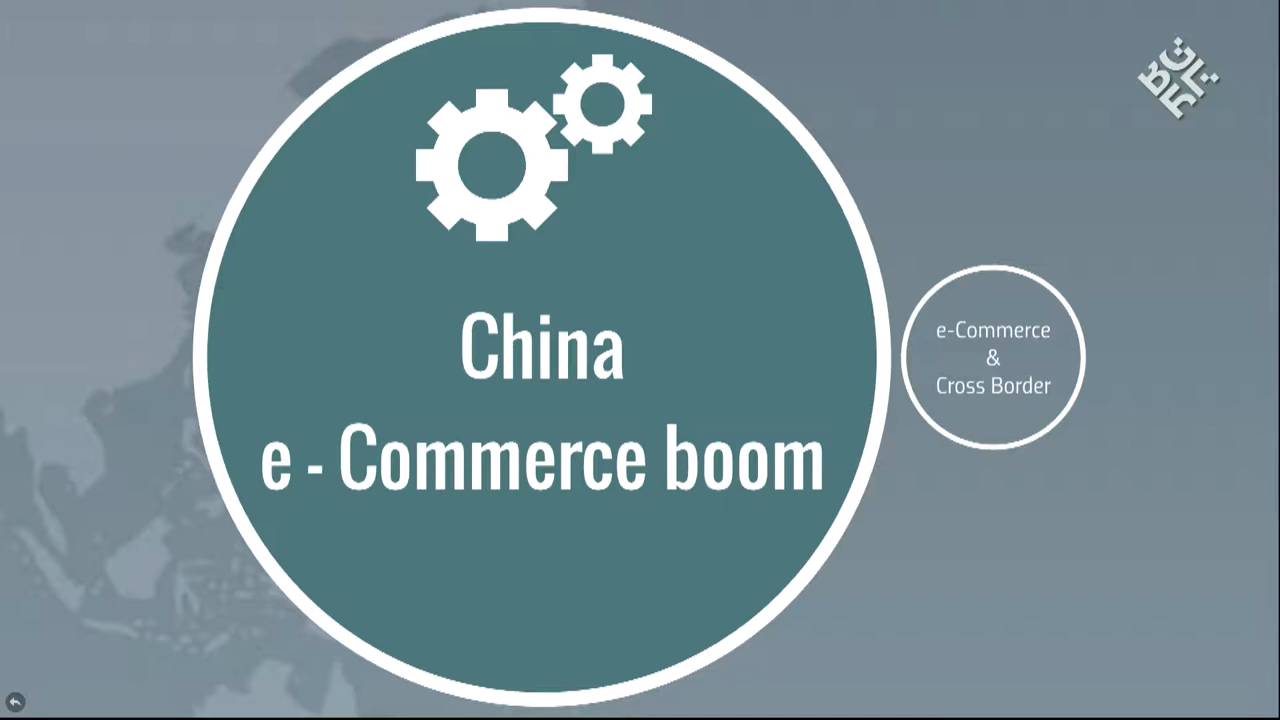 China
e - Commerce boom
e-Commerce
&
Cross Border